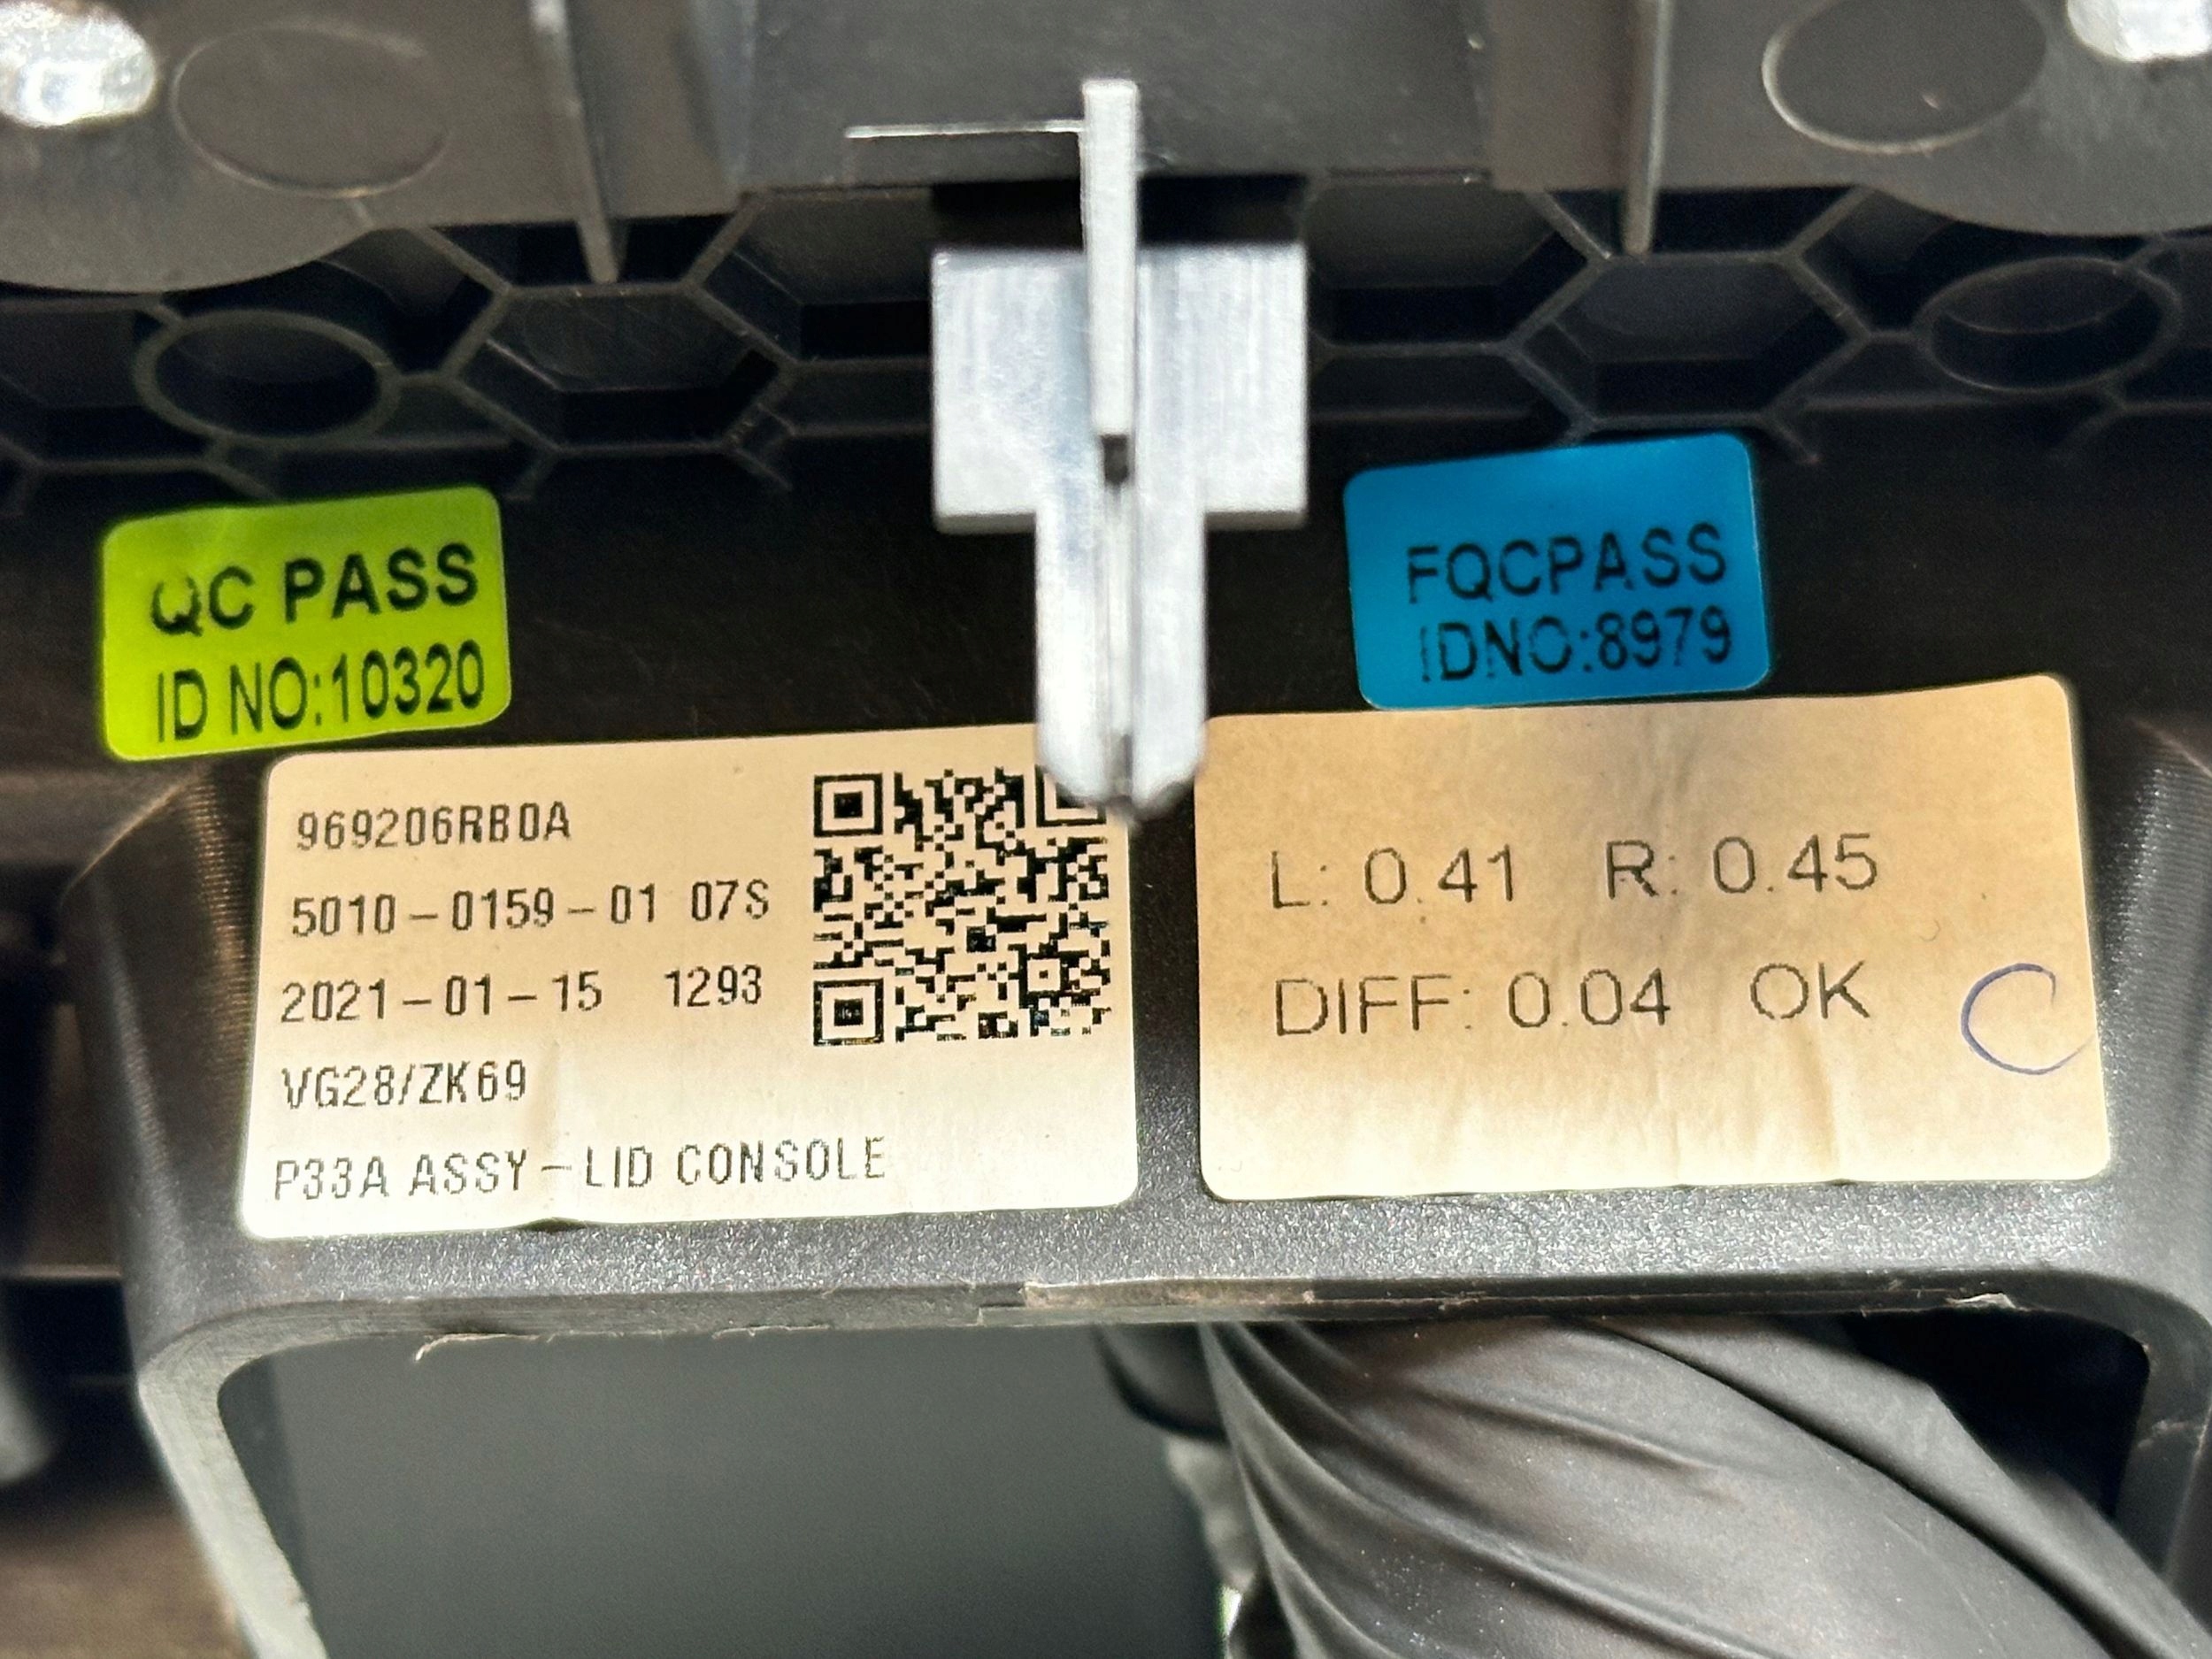 QC PASS
ID NO:10320
FQCPASS
IDNO:8979
969206RB0A
5010-0159-01 07S
2021-01-15 1293
VG28/ZK69
P33A ASSY-LID CONSOLE
L: 0.41 R: 0.45
DIFF: 0.04 OK